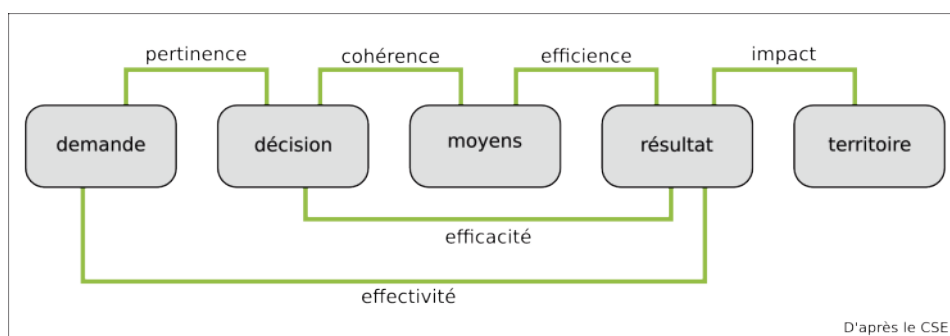 pertinence
cohérence
efficience
impact
demande
décision
moyens
résultat
territoire
efficacité
effectivité
D'après le CSE